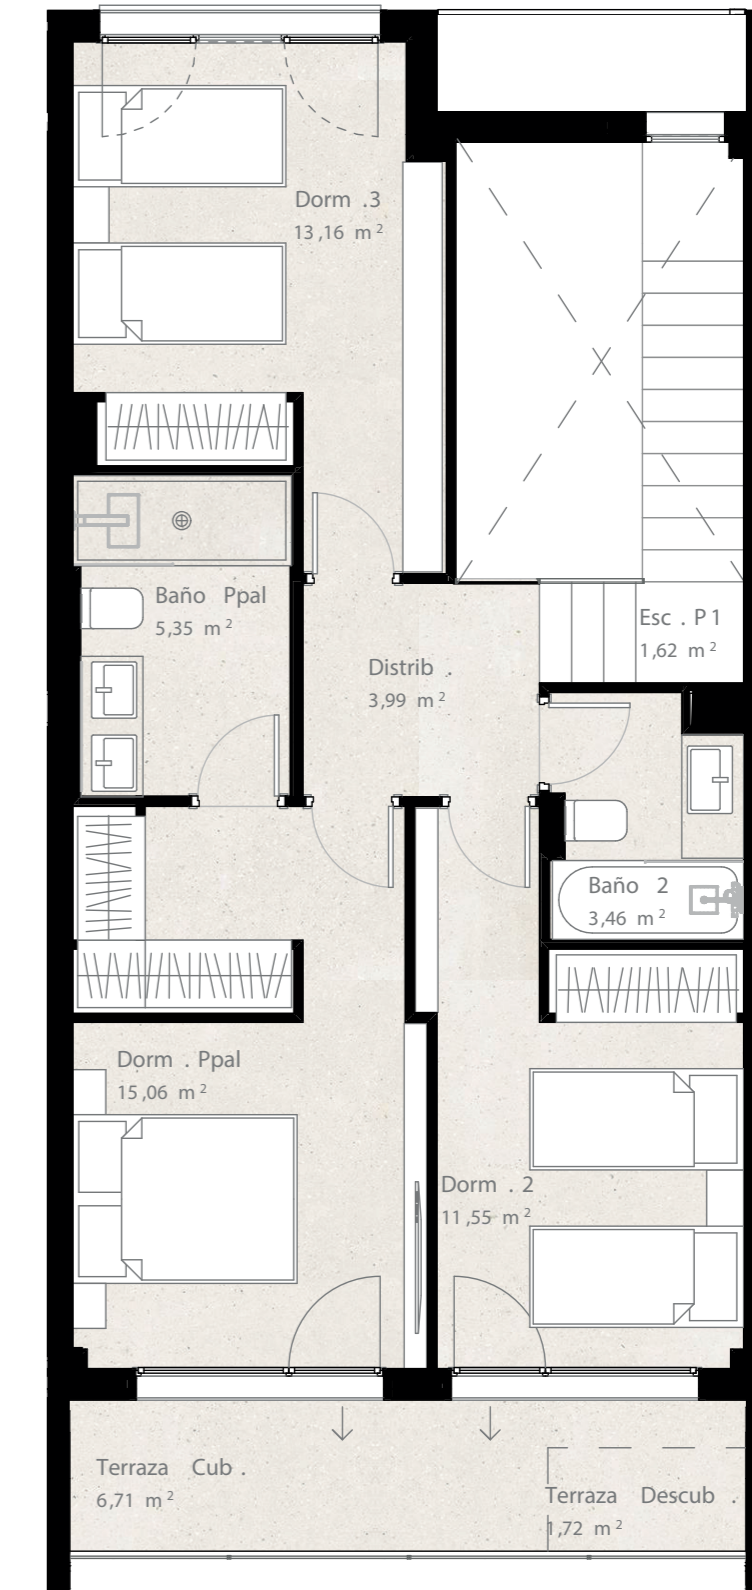 Dorm .3
13,16 m²
Baño Ppal
5,35 m²
Esc . P1
1,62 m²
Distrib .
3,99 m²
Baño 2
3,46 m²
Dorm . Ppal
15,06 m²
Dorm . 2
11,55 m²
Terraza Cub .
6,71 m²
Terraza Descub .
1,72 m²